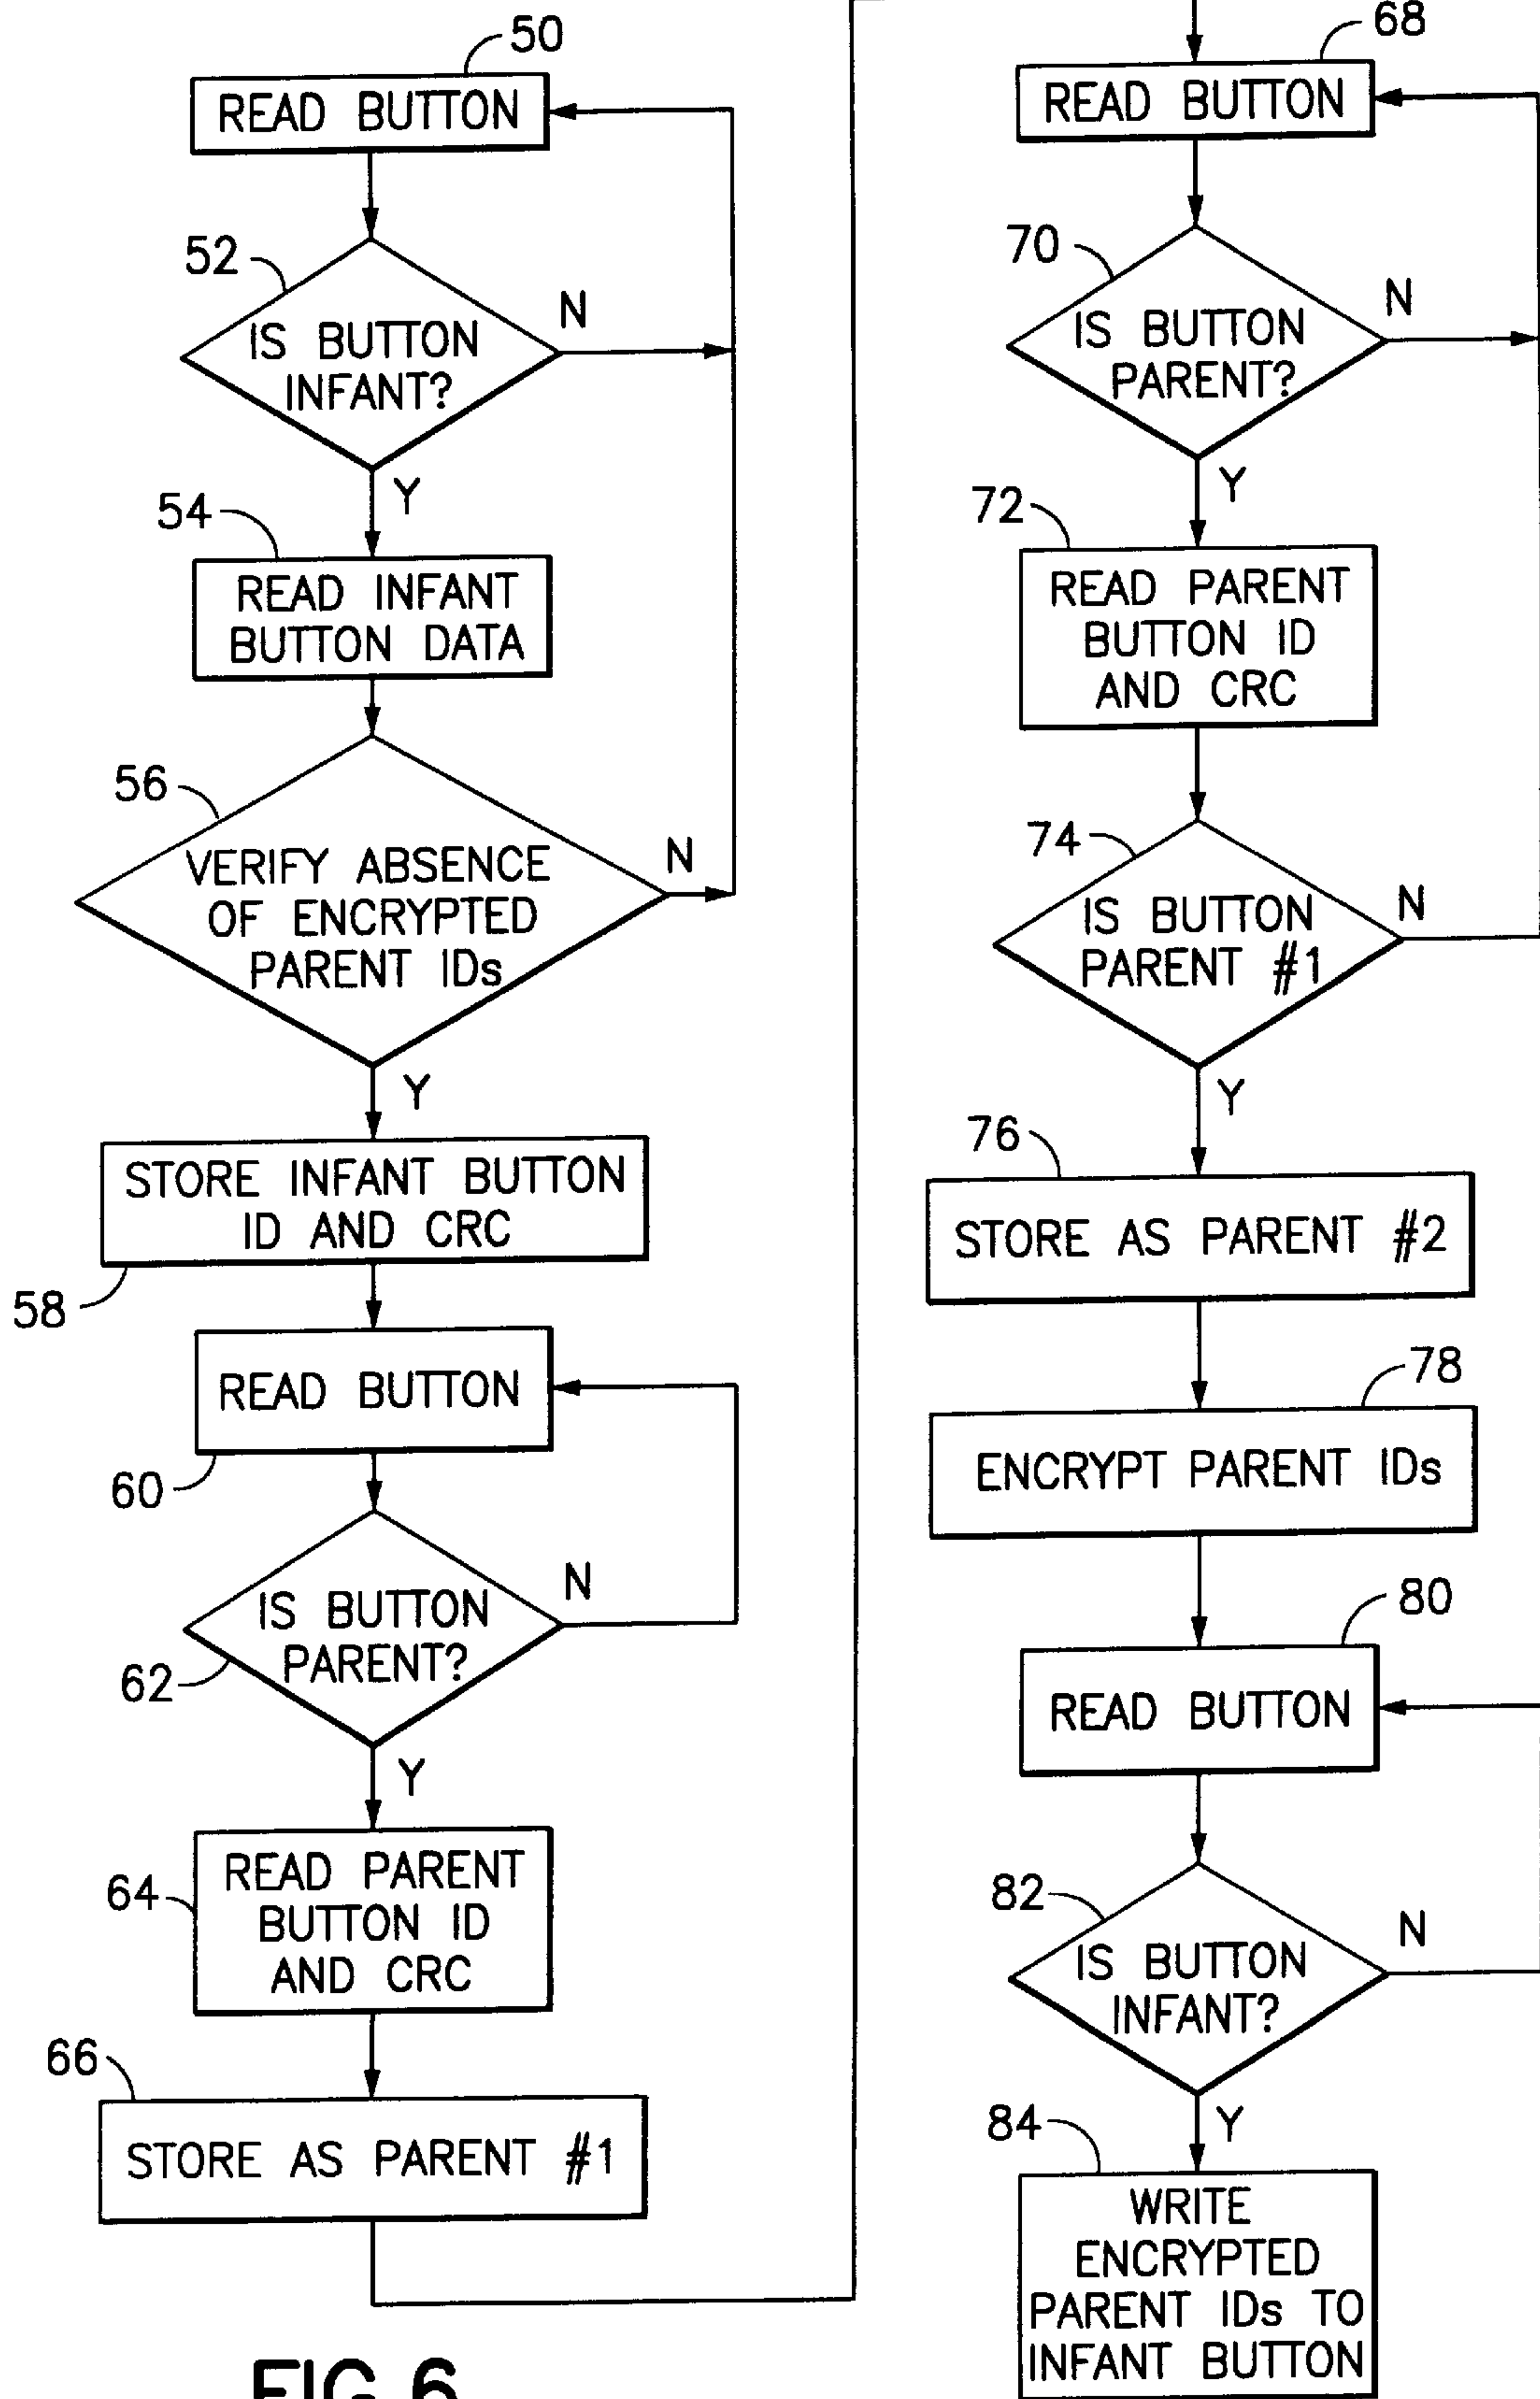 50
READ BUTTON
52
IS BUTTON
INFANT?
N
Y
54
READ INFANT
BUTTON DATA
56
VERIFY ABSENCE
OF ENCRYPTED
PARENT IDs
N
Y
STORE INFANT BUTTON
ID AND CRC
58
READ BUTTON
60
IS BUTTON
PARENT?
N
62
Y
64
READ PARENT
BUTTON ID
AND CRC
66
STORE AS PARENT #1
68
READ BUTTON
70
IS BUTTON
PARENT?
N
Y
72
READ PARENT
BUTTON ID
AND CRC
74
IS BUTTON
PARENT #1
N
Y
76
STORE AS PARENT #2
78
ENCRYPT PARENT IDs
80
READ BUTTON
82
IS BUTTON
INFANT?
N
Y
84
WRITE
ENCRYPTED
PARENT IDs TO
INFANT BUTTON
FIG.6